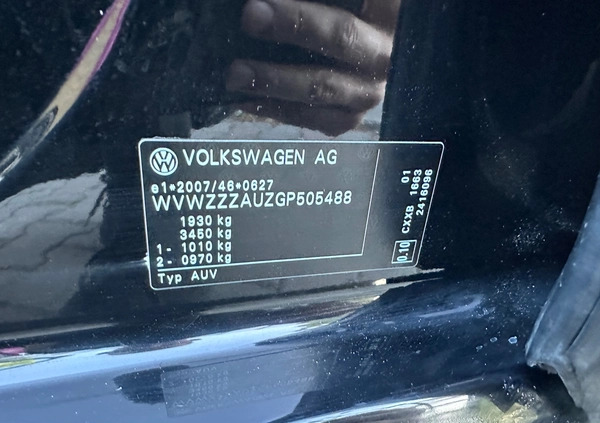 VOLKSWAGEN AG
e1*2007/46*0627
WVWZZZAUZGP505488
1930 kg
3450 kg
1- 1010 kg
2- 0970 kg
Typ AUV
0.10
CXXB 1663
01
2416096